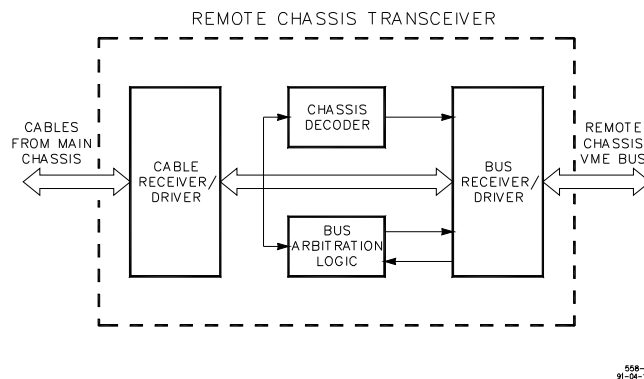 REMOTE CHASSIS TRANSCEIVER
CABLES
FROM MAIN
CHASSIS
CABLE
RECEIVER/
DRIVER
CHASSIS
DECODER
BUS
ARBITRATION
LOGIC
BUS
RECEIVER/
DRIVER
REMOTE
CHASSIS
VME BUS
558-
91-04-